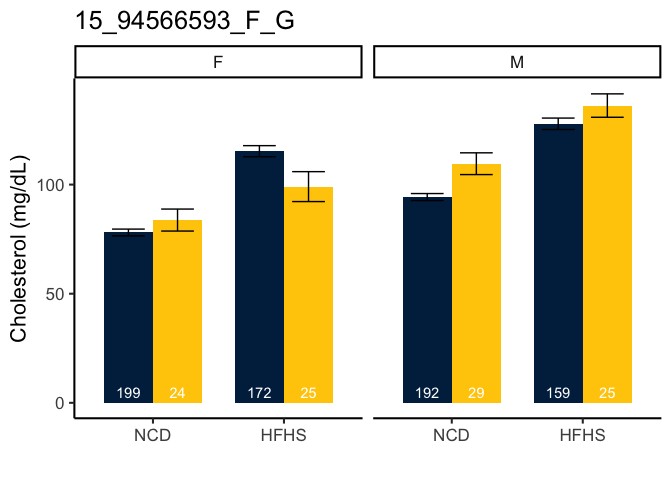 15_94566593_F_G
F M
Cholesterol (mg/dL)
100
50
0
199 24 172 25 192 29 159 25
NCD HFHS NCD HFHS